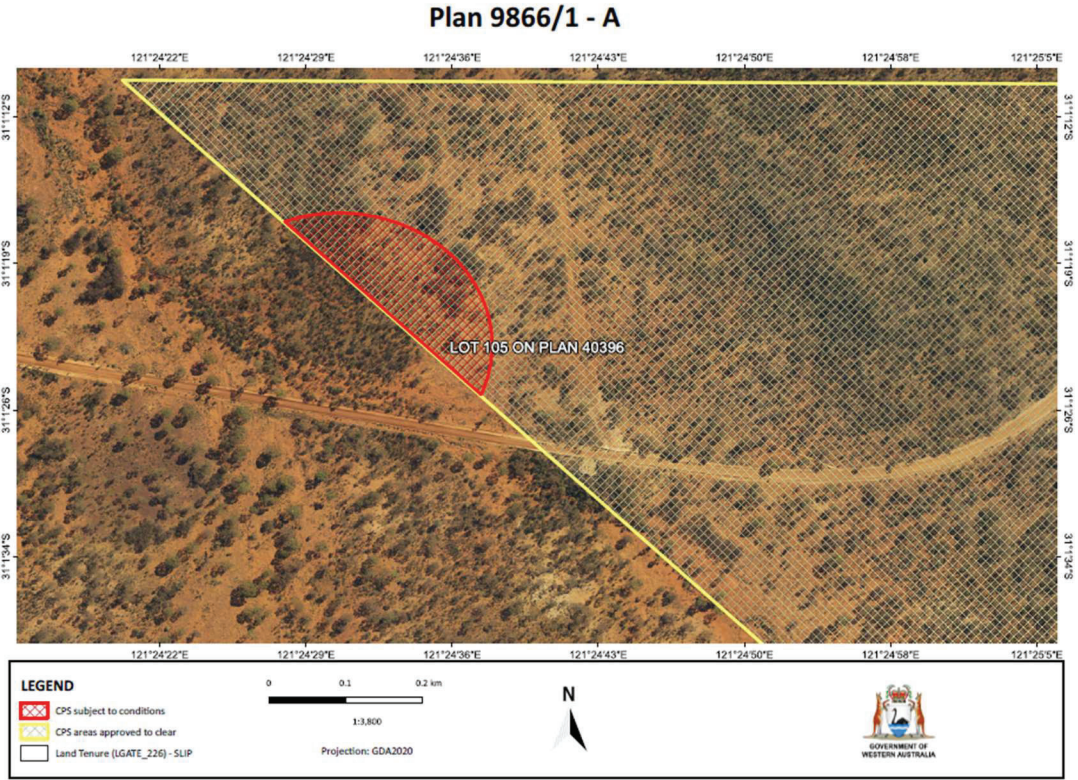 Plan 9866/1 - A
121°24'22"E 121°24'29"E 121°24'36"E 121°24'43"E 121°24'50"E 121°24'58"E 121°25'5"E
31°1'12"S 31°1'12"S
31°1'19"S 31°1'19"S
LOT 105 ON PLAN 40396
31°1'26"S 31°1'26"S
31°1'34"S 31°1'34"S
121°24'22"E 121°24'29"E 121°24'36"E 121°24'43"E 121°24'50"E 121°24'58"E 121°25'5"E
LEGEND
CPS subject to conditions
CPS areas approved to clear
Land Tenure (LGATE_226) - SLIP
0 0.1 0.2 km
1:3,800
Projection: GDA2020
N
GOVERNMENT OF
WESTERN AUSTRALIA